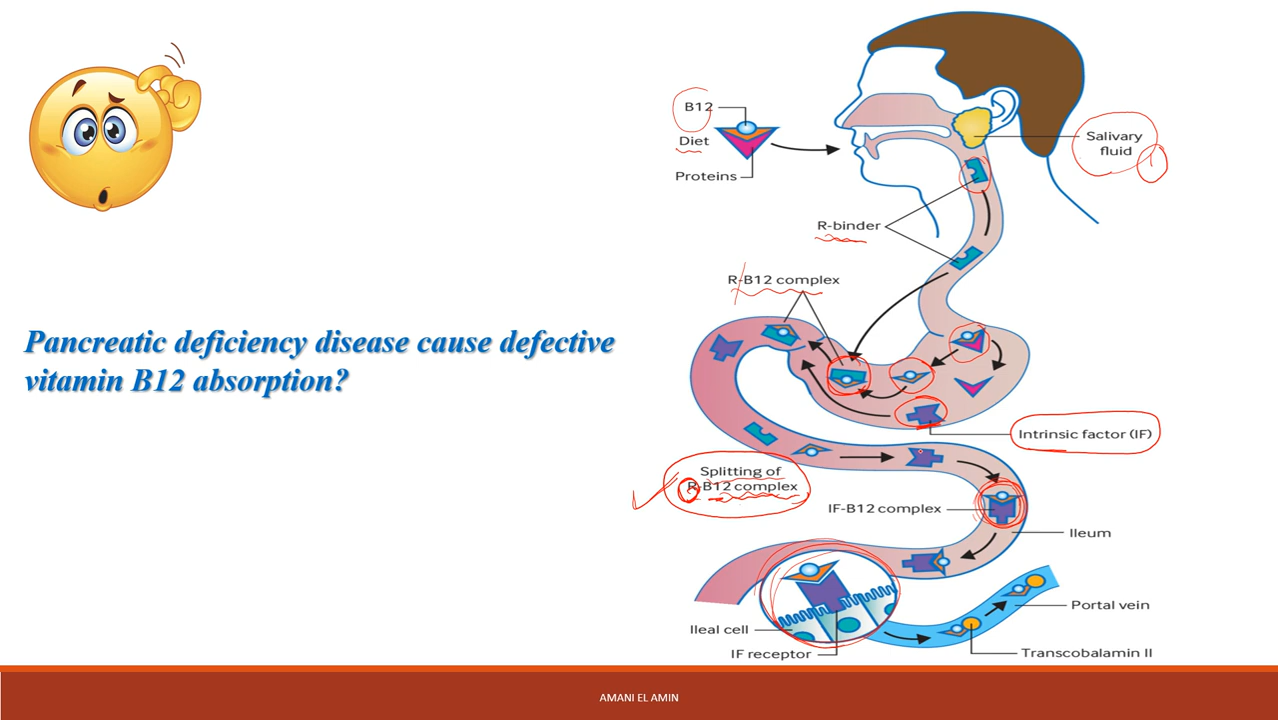 Pancreatic deficiency disease cause defective
vitamin B12 absorption?
B12
Diet
Proteins
Salivary
fluid
1
R-binder
R-B12 complex
Intrinsic factor (IF)
Splitting of
R-B12 complex
IF-B12 complex
Ileum
Portal vein
Ileal cell
IF receptor
Transcobalamin II
AMANI EL AMIN